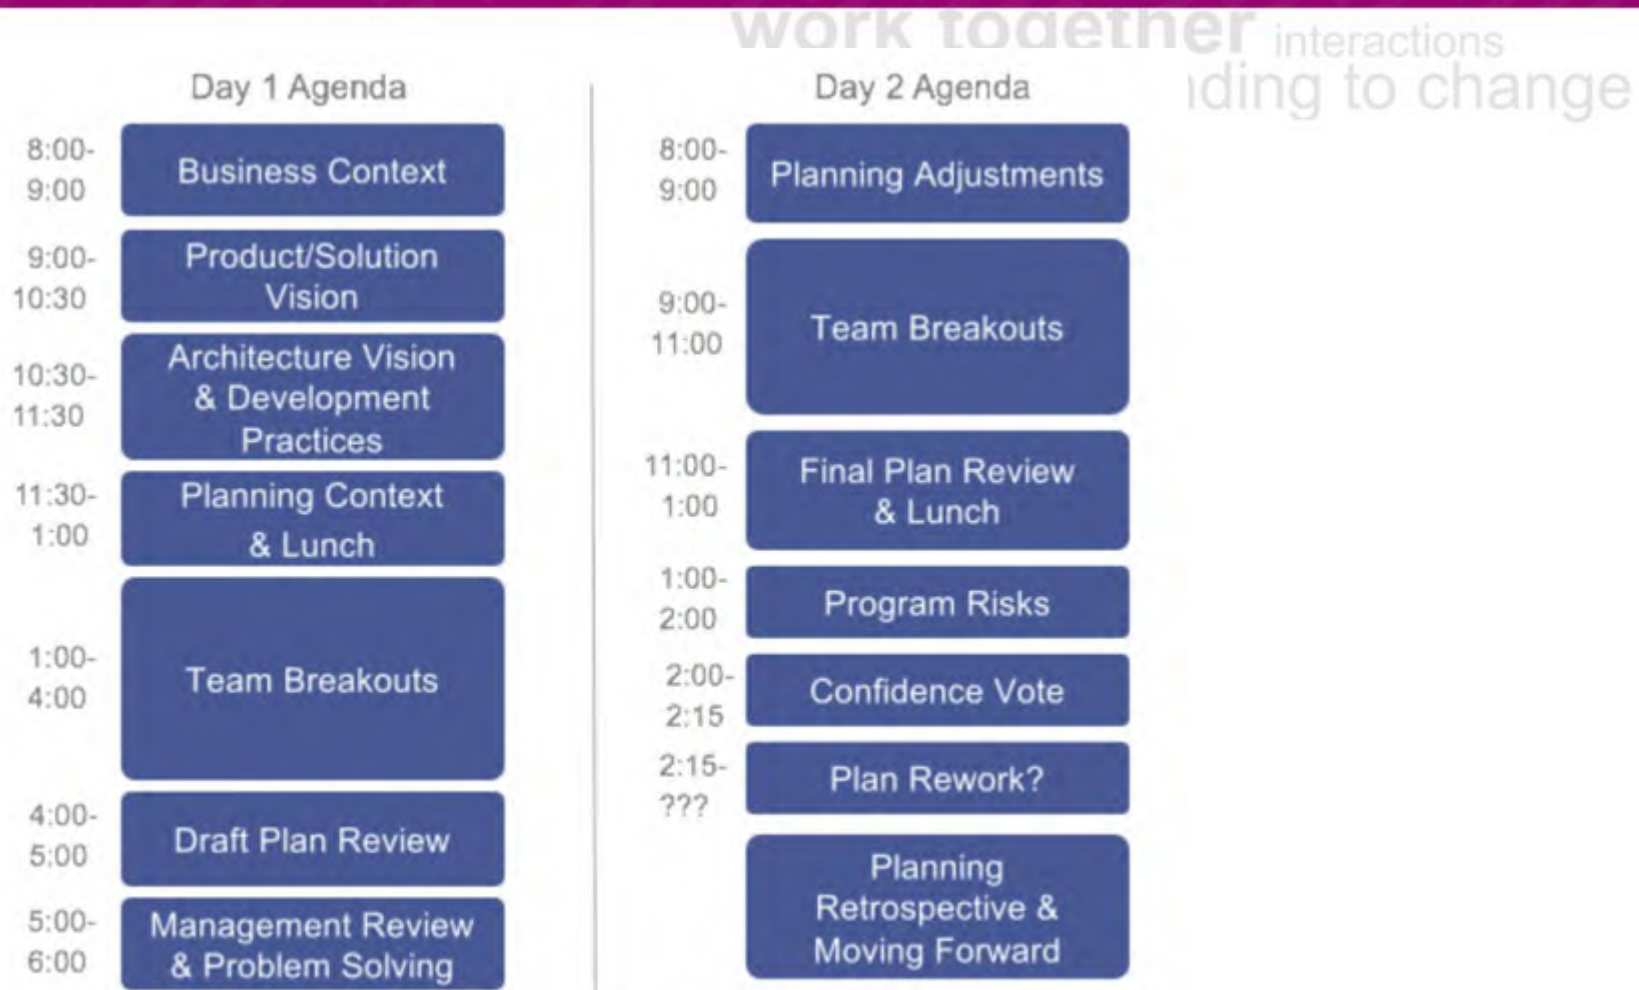 work together interactions
ding to change
Day 1 Agenda
8:00-
9:00
Business Context
9:00-
10:30
Product/Solution
Vision
10:30-
11:30
Architecture Vision
& Development
Practices
11:30-
1:00
Planning Context
& Lunch
1:00-
4:00
Team Breakouts
4:00-
5:00
Draft Plan Review
5:00-
6:00
Management Review
& Problem Solving
Day 2 Agenda
8:00-
9:00
Planning Adjustments
9:00-
11:00
Team Breakouts
11:00-
1:00
Final Plan Review
& Lunch
1:00-
2:00
Program Risks
2:00-
2:15
Confidence Vote
2:15-
???
Plan Rework?
Planning
Retrospective &
Moving Forward